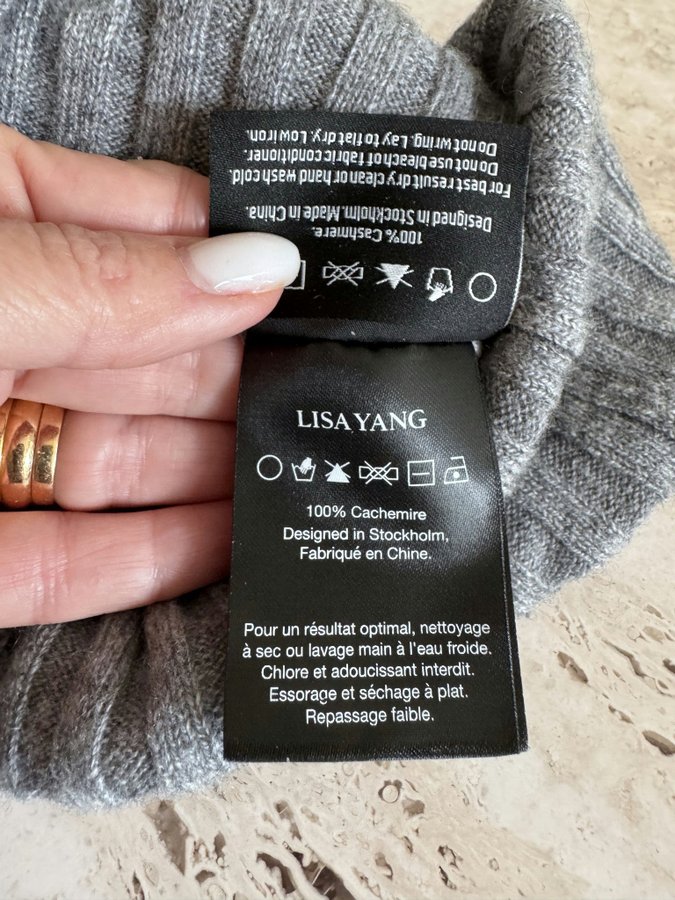 100% Cashmere.
Designed in Stockholm.Made in
China.
For best result dry clean or hand wash cold.
Do not use bleach of fabric conditioner.
Do not wring. Lay to flat dry. Low iron.
LISA YANG
100% Cachemire
Designed in Stockholm,
Fabriqué en Chine.
Pour un résultat optimal, nettoyage
à sec ou lavage main à l'eau froide.
Chlore et adoucissant interdit.
Essorage et séchage à plat.
Repassage faible.